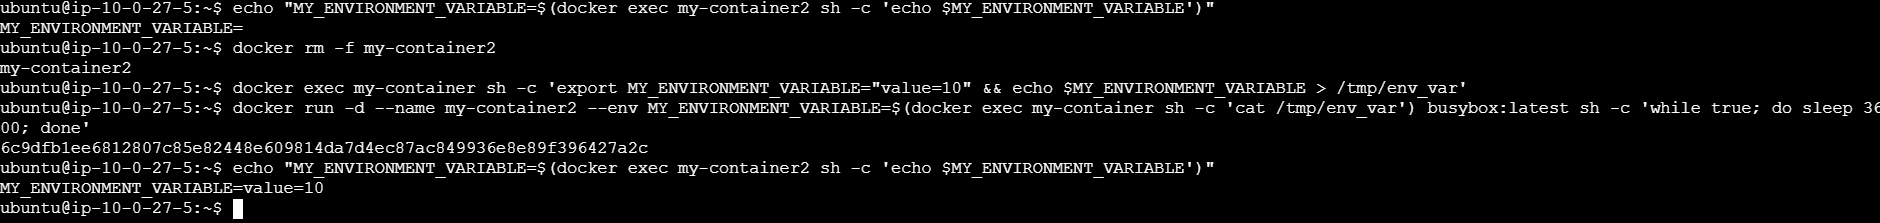 ubuntu@ip-10-0-27-5:~$ echo "MY_ENVIRONMENT_VARIABLE=$(docker exec my-container2 sh -c 'echo $MY_ENVIRONMENT_VARIABLE')"
MY_ENVIRONMENT_VARIABLE=
ubuntu@ip-10-0-27-5:~$ docker rm -f my-container2
my-container2
ubuntu@ip-10-0-27-5:~$ docker exec my-container sh -c 'export MY_ENVIRONMENT_VARIABLE="value=10" && echo $MY_ENVIRONMENT_VARIABLE > /tmp/env_var'
ubuntu@ip-10-0-27-5:~$ docker run -d --name my-container2 --env MY_ENVIRONMENT_VARIABLE=$(docker exec my-container sh -c 'cat /tmp/env_var') busybox:latest sh -c 'while true; do sleep 36
00; done'
6c9dfb1ee6812807c85e82448e609814da7d4ec87ac849936e8e89f396427a2c
ubuntu@ip-10-0-27-5:~$ echo "MY_ENVIRONMENT_VARIABLE=$(docker exec my-container2 sh -c 'echo $MY_ENVIRONMENT_VARIABLE')"
MY_ENVIRONMENT_VARIABLE=value=10
ubuntu@ip-10-0-27-5:~$